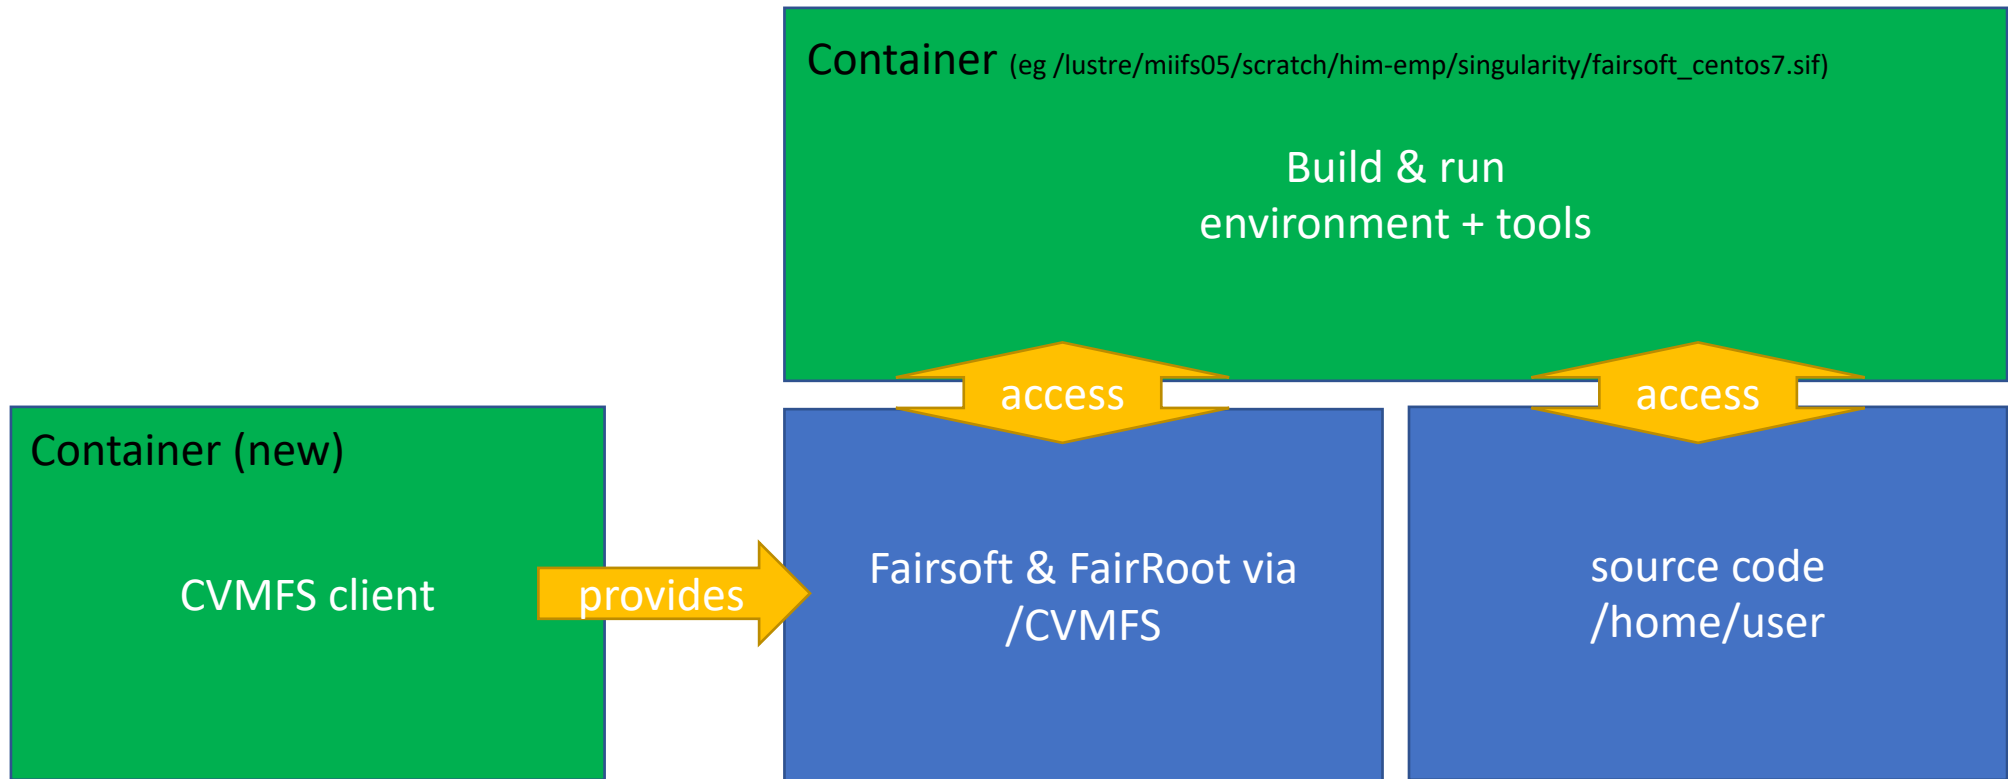 Container (eg /lustre/miifs05/scratch/him-emp/singularity/fairsoft_centos7.sif)
Build & run
environment + tools
access
access
Container (new)
CVMFS client
provides
Fairsoft & FairRoot via
/CVMFS
source code
/home/user